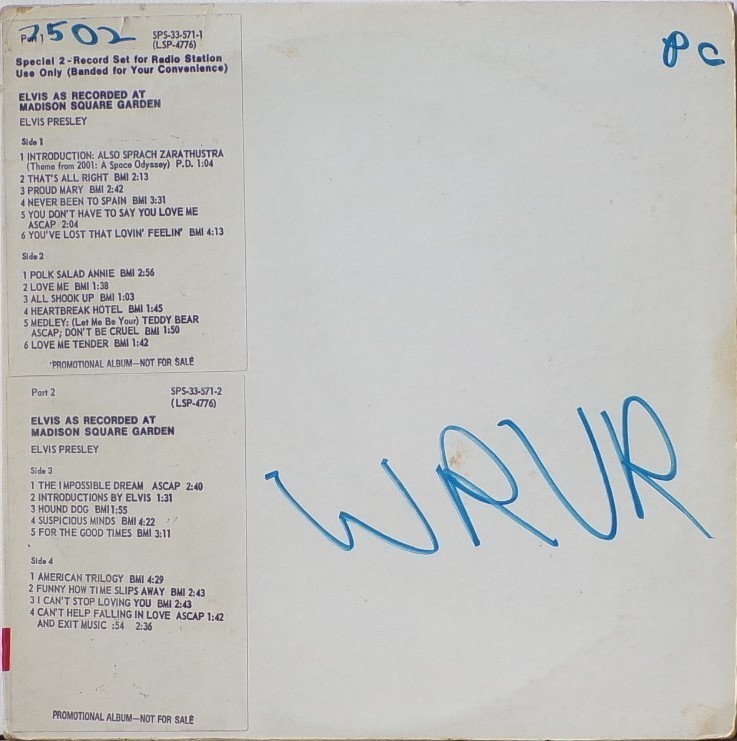 7502
Part 1 SPS-33-571-1
(LSP-4776)
Special 2-Record Set for Radio Station
Use Only (Banded for Your Convenience)
ELVIS AS RECORDED AT
MADISON SQUARE GARDEN
ELVIS PRESLEY
Side 1
1 INTRODUCTION: ALSO SPRACH ZARATHUSTRA
(Theme from 2001: A Space Odyssey) P.D. 1:04
2 THAT'S ALL RIGHT BMI 2:13
3 PROUD MARY BMI 2:42
4 NEVER BEEN TO SPAIN BMI 3:31
5 YOU DON'T HAVE TO SAY YOU LOVE ME
ASCAP 2:04
6 YOU'VE LOST THAT LOVIN' FEELIN' BMI 4:13
Side 2
1 POLK SALAD ANNIE BMI 2:56
2 LOVE ME BMI 1:38
3 ALL SHOOK UP BMI 1:03
4 HEARTBREAK HOTEL BMI 1:45
5 MEDLEY: (Let Me Be Your) TEDDY BEAR
ASCAP; DON'T BE CRUEL BMI 1:50
6 LOVE ME TENDER BMI 1:42
PROMOTIONAL ALBUM—NOT FOR SALE
Part 2 SPS-33-571-2
(LSP-4776)
ELVIS AS RECORDED AT
MADISON SQUARE GARDEN
ELVIS PRESLEY
Side 3
1 THE IMPOSSIBLE DREAM ASCAP 2:40
2 INTRODUCTIONS BY ELVIS 1:31
3 HOUND DOG BMI 1:55
4 SUSPICIOUS MINDS BMI 4:22
5 FOR THE GOOD TIMES BMI 3:11
Side 4
1 AMERICAN TRILOGY BMI 4:29
2 FUNNY HOW TIME SLIPS AWAY BMI 2:43
3 I CAN'T STOP LOVING YOU BMI 2:43
4 CAN'T HELP FALLING IN LOVE ASCAP 1:42
AND EXIT MUSIC :54 2:36
PROMOTIONAL ALBUM—NOT FOR SALE
PC
WRVR